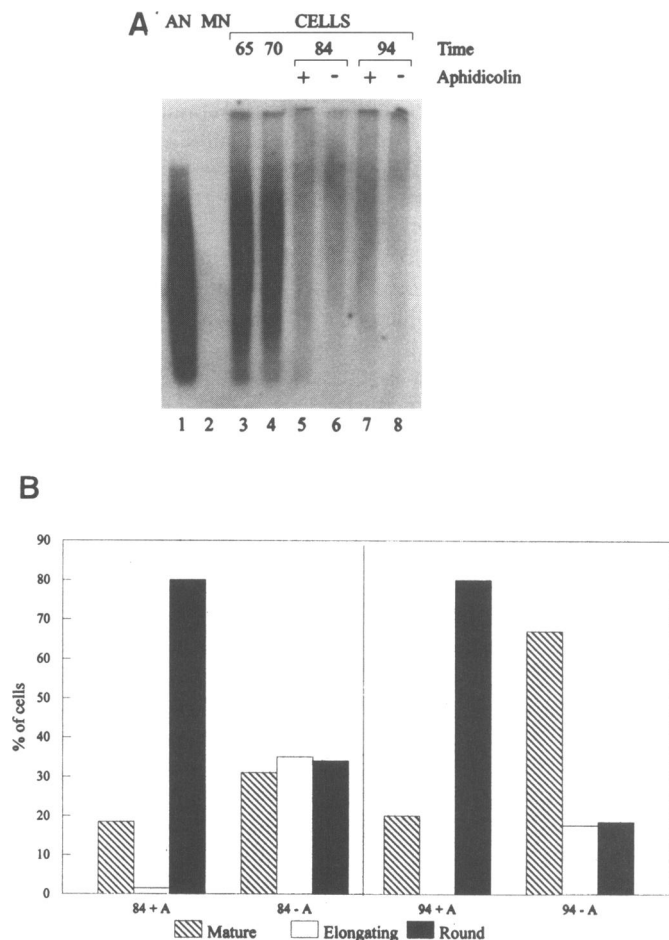 A AN MN CELLS
65 70 84 94 Time
+ - + - Aphidicolin
1 2 3 4 5 6 7 8
B
90
80
70
60
50
40
30
20
10
0
% of cells
84 + A 84 - A 94 + A 94 - A
Mature Elongating Round